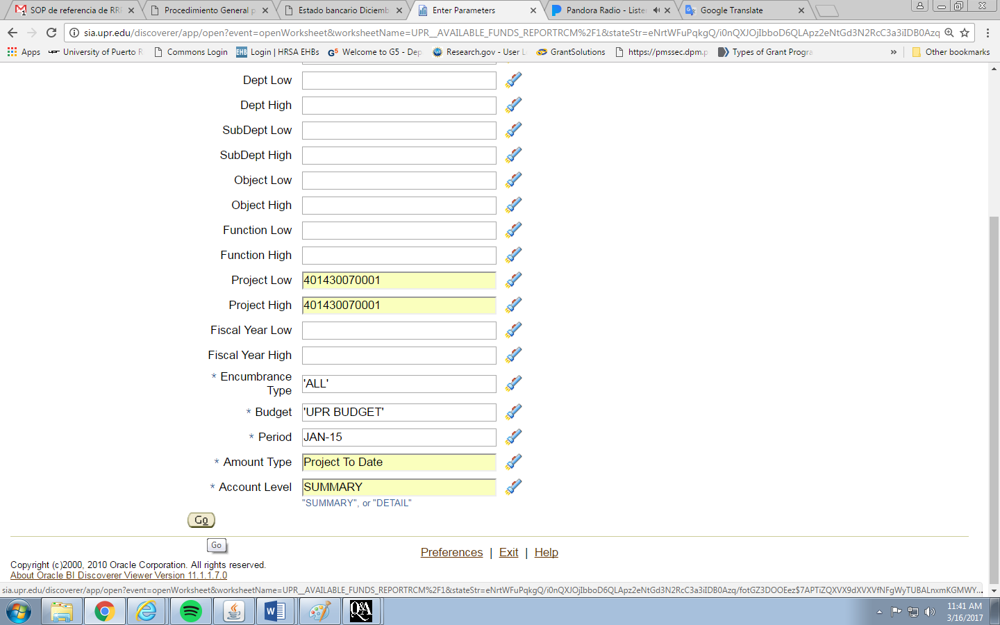 SOP de referencia de RR
Procedimiento General p
Estado bancario Diciemb
Enter Parameters
Pandora Radio - Listen
Google Translate
sia.upr.edu/discoverer/app/open?event=openWorksheet&worksheetName=UPR__AVAILABLE_FUNDS_REPORTRCM%2F1&stateStr=eNrtWFuPqkgQ/i0nQXJOjIbboD6QLApz2eNtGd3N2RcC3a3iIDB0Azq
Apps
University of Puerto R
Commons Login
EHB Login | HRSA EHBs
G5 Welcome to G5 - Dep
Research.gov - User L
GrantSolutions
https://pmssec.dpm.p
Types of Grant Progra
»
Other bookmarks
Dept Low
Dept High
SubDept Low
SubDept High
Object Low
Object High
Function Low
Function High
Project Low 401430070001
Project High 401430070001
Fiscal Year Low
Fiscal Year High
* Encumbrance
Type 'ALL'
* Budget 'UPR BUDGET'
* Period JAN-15
* Amount Type Project To Date
* Account Level SUMMARY
"SUMMARY", or "DETAIL"
Go
Go
Preferences | Exit | Help
Copyright (c)2000, 2010 Oracle Corporation. All rights reserved.
About Oracle BI Discoverer Viewer Version 11.1.1.7.0
sia.upr.edu/discoverer/app/open?event=openWorksheet&worksheetName=UPR__AVAILABLE_FUNDS_REPORTRCM%2F1&stateStr=eNrtWFuPqkgQ/i0nQXJOjIbboD6QLApz2eNtGd3N2RcC3a3iIDB0Azq/fotGZ3DOOEez$7APTiZQXVX9dXVXVfNFgWyTUBALnxmKGMWY...
Q&A
11:41 AM
3/16/2017